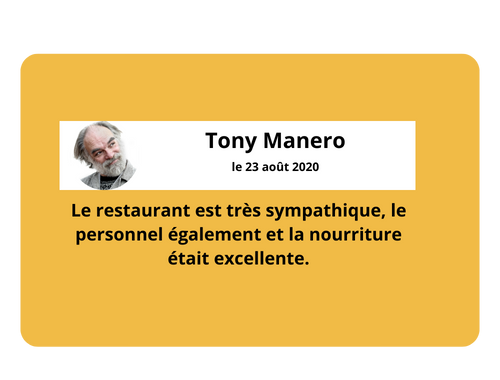 Tony Manero
le 23 août 2020
Le restaurant est très sympathique, le
personnel également et la nourriture
était excellente.